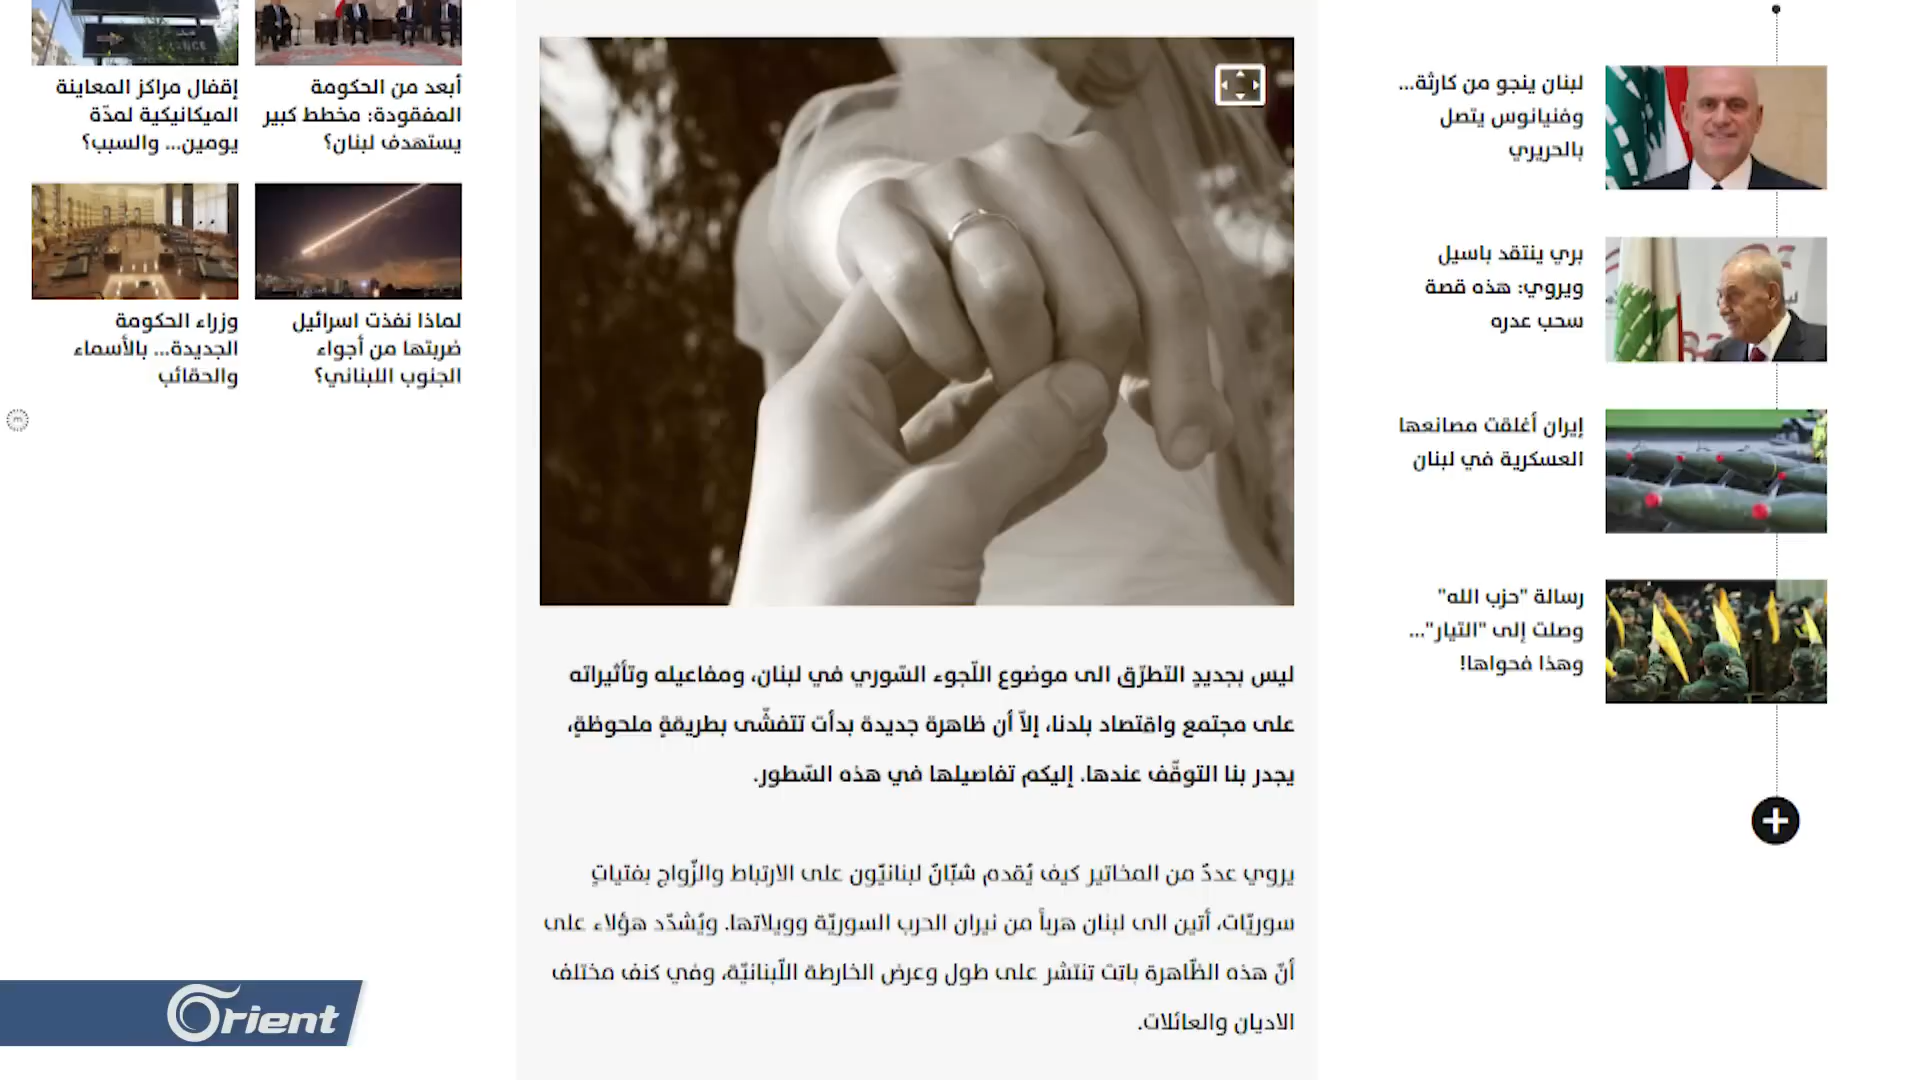 لبنان ينجو من كارثة...
وفنيانوس يتصل
بالحريري
بري ينتقد باسيل
ويروي: هذه قصة
سحب عدره
إيران أغلقت مصانعها
العسكرية في لبنان
رسالة "حزب الله"
وصلت إلى "التيار"...
وهذا فحواها!
ليس بجديدٍ التطرّق الى موضوع اللّجوء السّوري في لبنان، ومفاعيله وتأثيراته
على مجتمع واقتصاد بلدنا، إلاّ أن ظاهرة جديدة بدأت تتفشّى بطريقةٍ ملحوظةٍ،
يجدر بنا التوقّف عندها. إليكم تفاصيلها في هذه السّطور.
يروي عددٌ من المخاتير كيف يُقدم شبّانٌ لبنانيّون على الارتباط والزّواج بفتياتٍ
سوريّات، أتين الى لبنان هرباً من نيران الحرب السوريّة وويلاتها. ويُشدّد هؤلاء على
أنّ هذه الظّاهرة باتت تنتشر على طول وعرض الخارطة اللّبنانيّة، وفي كنف مختلف
الاديان والعائلات.
أبعد من الحكومة
المفقودة: مخطط كبير
يستهدف لبنان؟
إقفال مراكز المعاينة
الميكانيكية لمدّة
يومين... والسبب؟
لماذا نفذت اسرائيل
ضربتها من أجواء
الجنوب اللبناني؟
وزراء الحكومة
الجديدة... بالأسماء
والحقائب
Orient